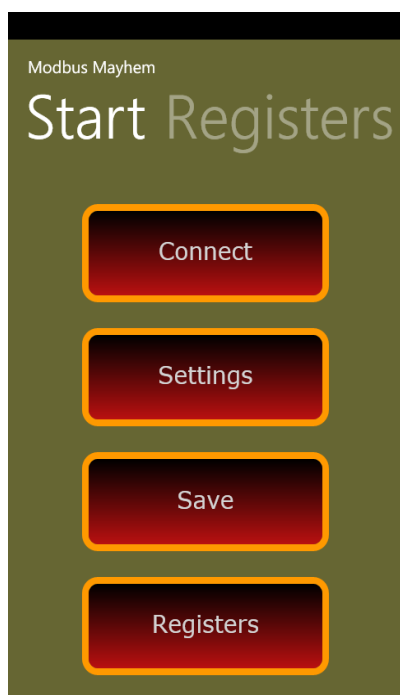 Modbus Mayhem
Start Registers
Connect
Settings
Save
Registers